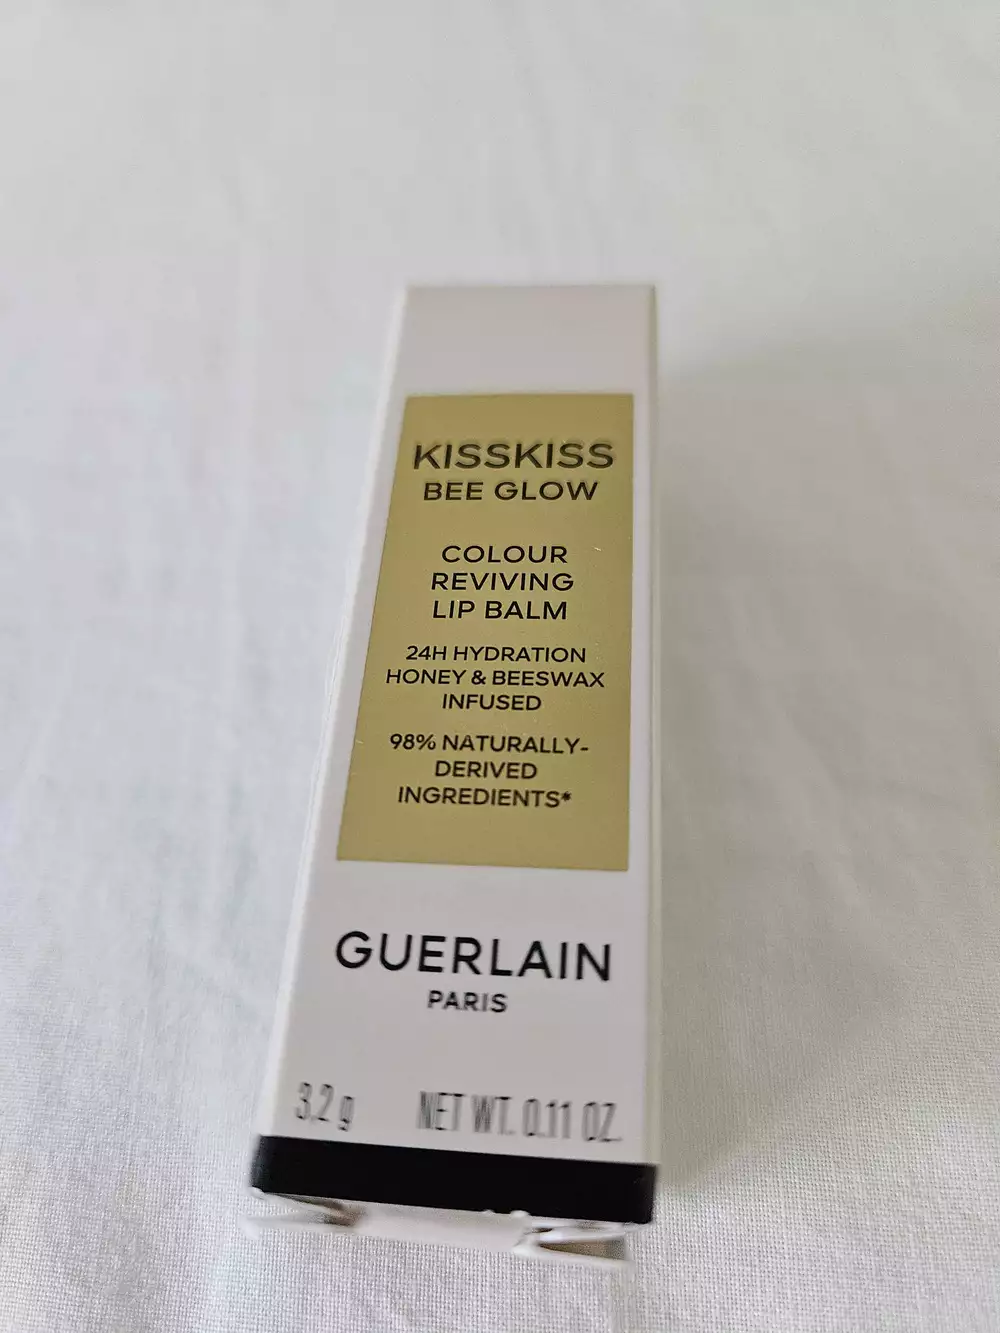 KISSKISS
BEE GLOW
COLOUR
REVIVING
LIP BALM
24H HYDRATION
HONEY & BEESWAX
INFUSED
98% NATURALLY-
DERIVED
INGREDIENTS*
GUERLAIN
PARIS
3,2 g NET WT. 0.11 OZ.